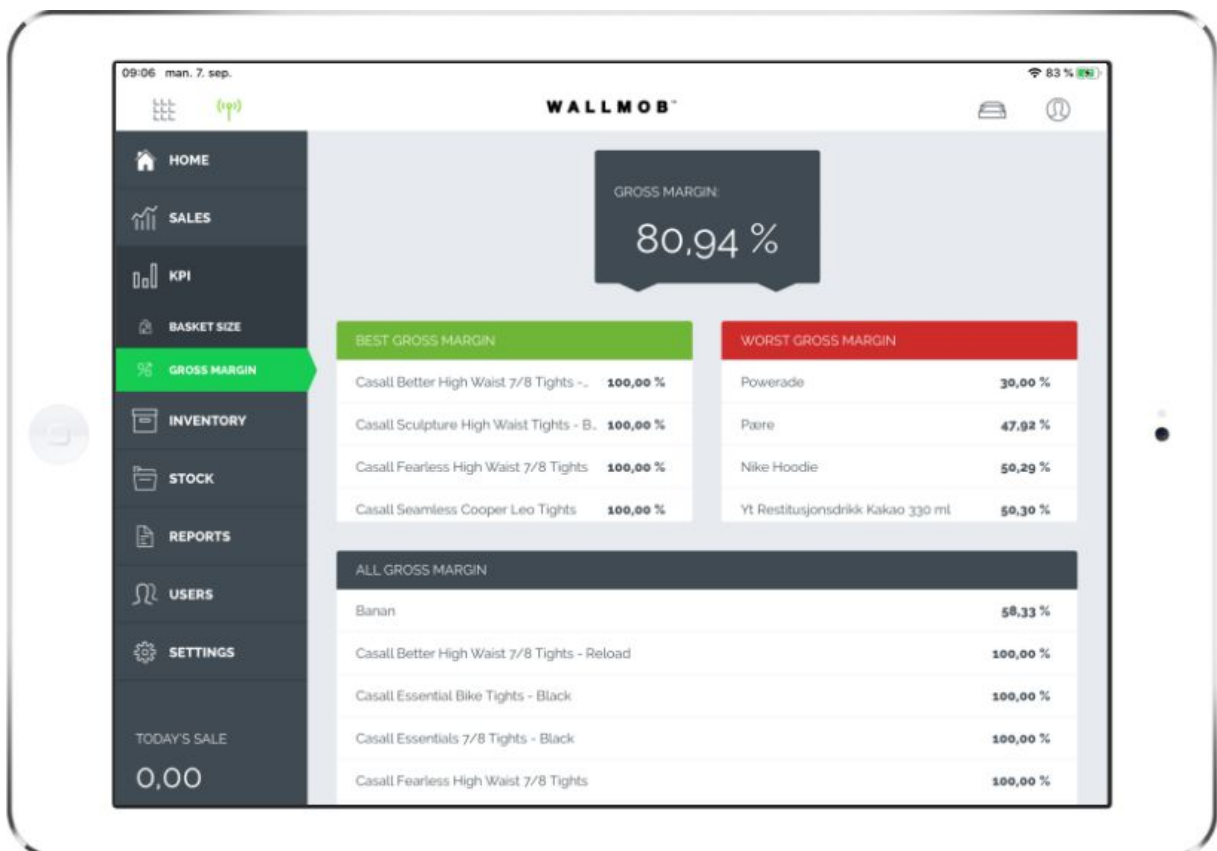 09:06 man. 7. sep.
83 %
WALLMOB™
HOME
SALES
KPI
BASKET SIZE
GROSS MARGIN
INVENTORY
STOCK
REPORTS
USERS
SETTINGS
TODAY'S SALE
0,00
GROSS MARGIN:
80,94 %
BEST GROSS MARGIN
Casall Better High Waist 7/8 Tights -... 100,00 %
Casall Sculpture High Waist Tights - B... 100,00 %
Casall Fearless High Waist 7/8 Tights 100,00 %
Casall Seamless Cooper Leo Tights 100,00 %
WORST GROSS MARGIN
Powerade 30,00 %
Pære 47,92 %
Nike Hoodie 50,29 %
Yt Restitusjonsdrikk Kakao 330 ml 50,30 %
ALL GROSS MARGIN
Banan 58,33 %
Casall Better High Waist 7/8 Tights - Reload 100,00 %
Casall Essential Bike Tights - Black 100,00 %
Casall Essentials 7/8 Tights - Black 100,00 %
Casall Fearless High Waist 7/8 Tights 100,00 %